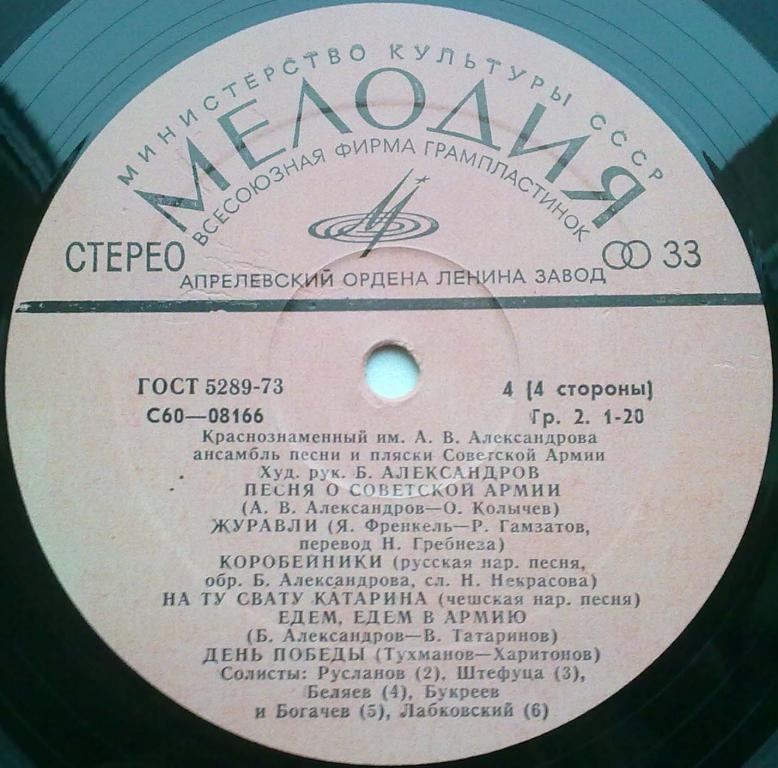 МИНИСТЕРСТВО КУЛЬТУРЫ СССР
МЕЛОДИЯ
ВСЕСОЮЗНАЯ ФИРМА ГРАМПЛАСТИНОК
СТЕРЕО 33
АПРЕЛЕВСКИЙ ОРДЕНА ЛЕНИНА ЗАВОД
ГОСТ 5289-73 4 (4 стороны)
С60—08166 Гр. 2. 1-20
Краснознаменный им. А. В. Александрова
ансамбль песни и пляски Советской Армии
Худ. рук. Б. АЛЕКСАНДРОВ
ПЕСНЯ О СОВЕТСКОЙ АРМИИ
(А. В. Александров—О. Колычев)
ЖУРАВЛИ (Я. Френкель—Р. Гамзатов,
перевод Н. Гребнева)
КОРОБЕЙНИКИ (русская нар. песня,
обр. Б. Александрова, сл. Н. Некрасова)
НА ТУ СВАТУ КАТАРИНА (чешская нар. песня)
ЕДЕМ, ЕДЕМ В АРМИЮ
(Б. Александров—В. Татаринов)
ДЕНЬ ПОБЕДЫ (Тухманов—Харитонов)
Солисты: Русланов (2), Штефуца (3),
Беляев (4), Букреев
и Богачев (5), Лабковский (6)